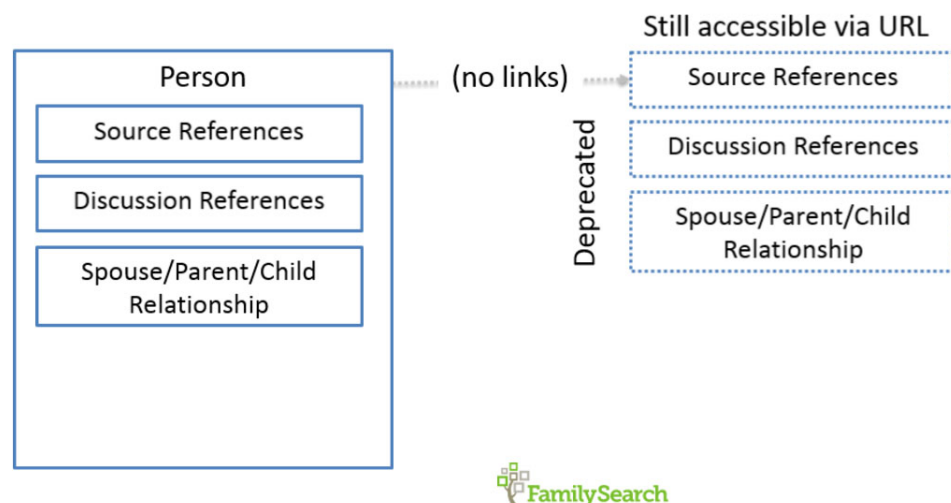 Person
Source References
Discussion References
Spouse/Parent/Child
Relationship
(no links)
Still accessible via URL
Deprecated
Source References
Discussion References
Spouse/Parent/Child
Relationship
FamilySearch